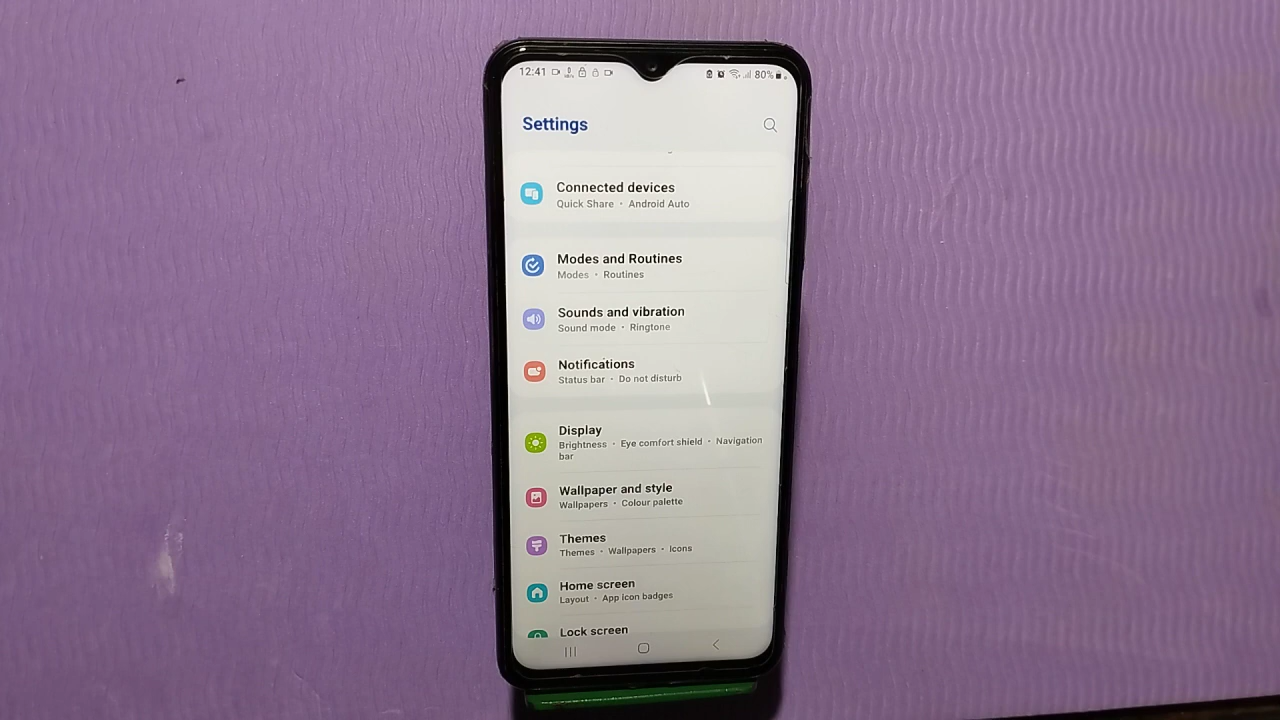 12:41
80%
Settings
Connected devices
Quick Share • Android Auto
Modes and Routines
Modes • Routines
Sounds and vibration
Sound mode • Ringtone
Notifications
Status bar • Do not disturb
Display
Brightness • Eye comfort shield • Navigation
bar
Wallpaper and style
Wallpapers • Colour palette
Themes
Themes • Wallpapers • Icons
Home screen
Layout • App icon badges
Lock screen